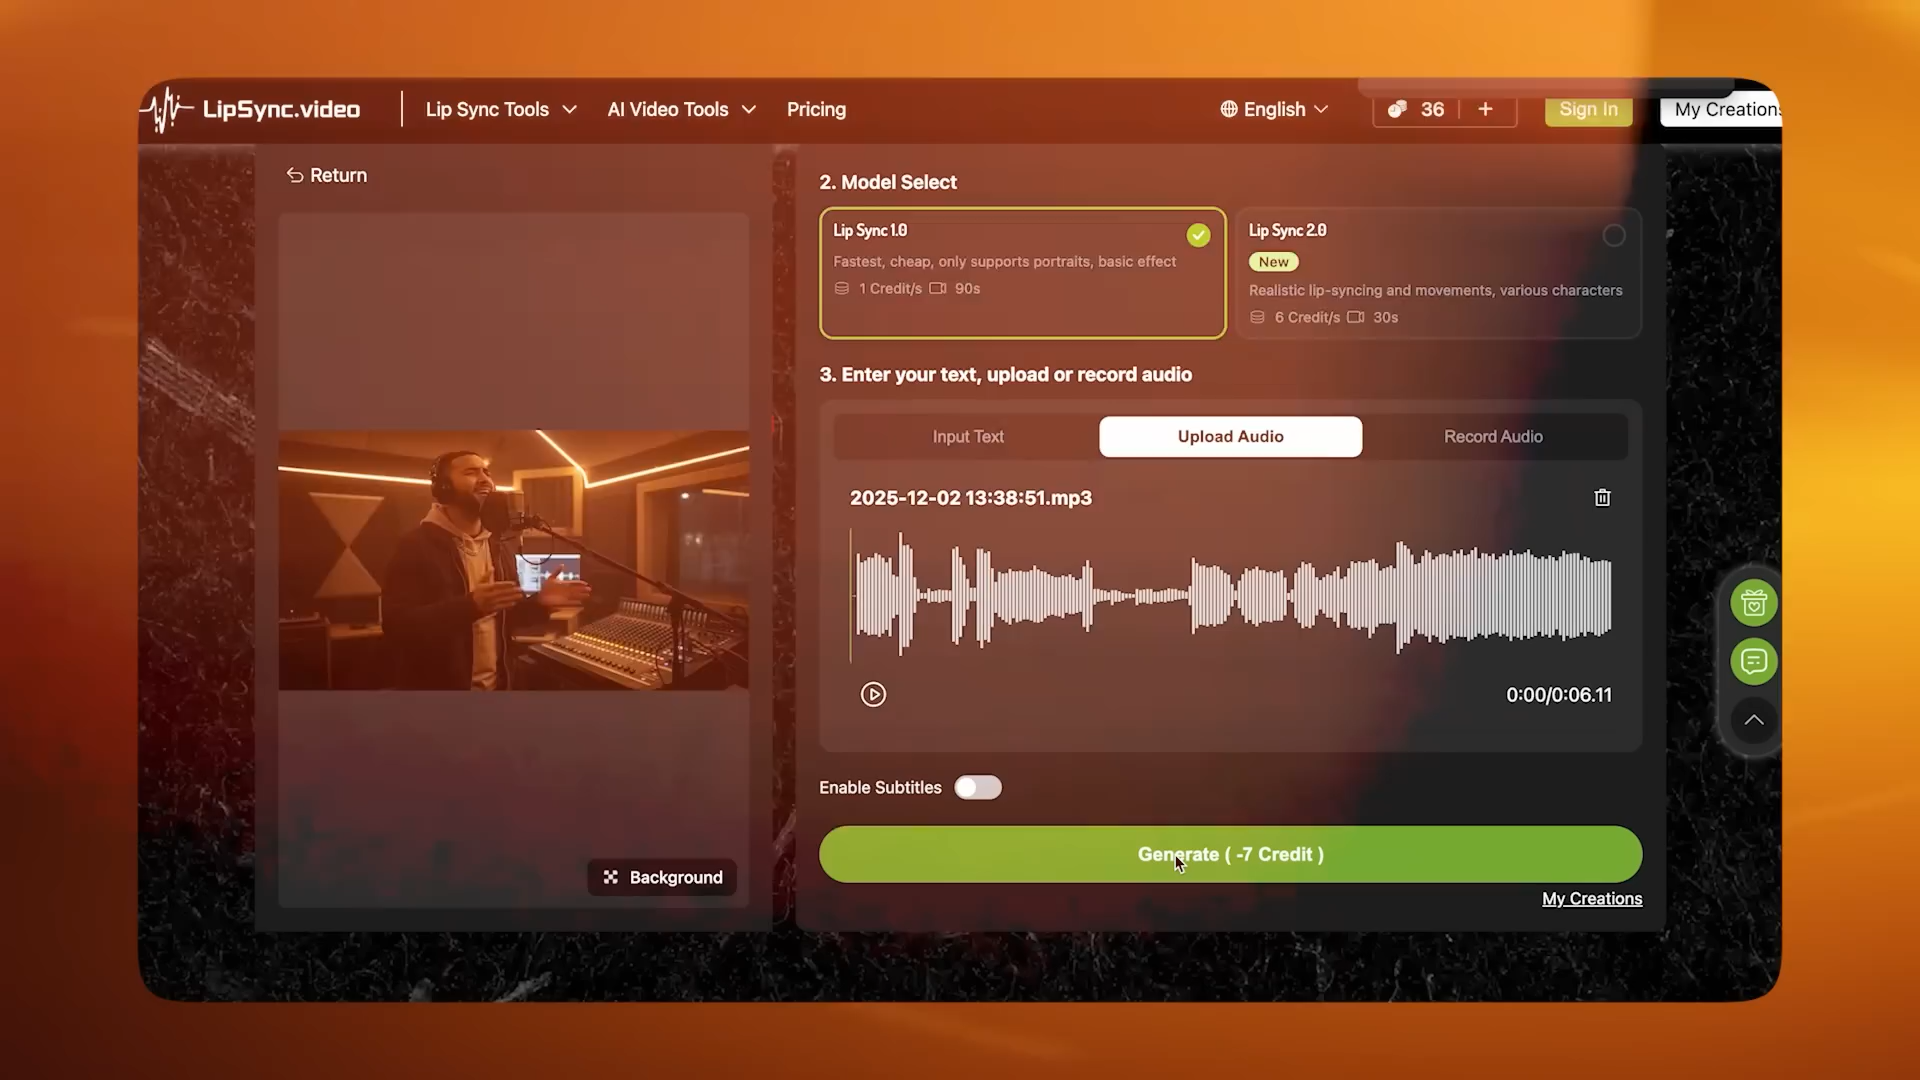 LipSync.video
Lip Sync Tools
AI Video Tools
Pricing
English
36
+
Sign In
My Creations
Return
2. Model Select
Lip Sync 1.0
Fastest, cheap, only supports portraits, basic effect
1 Credit/s 90s
Lip Sync 2.0
New
Realistic lip-syncing and movements, various characters
6 Credit/s 30s
3. Enter your text, upload or record audio
Input Text
Upload Audio
Record Audio
2025-12-02 13:38:51.mp3
0:00/0:06.11
Enable Subtitles
Background
Generate ( -7 Credit )
My Creations